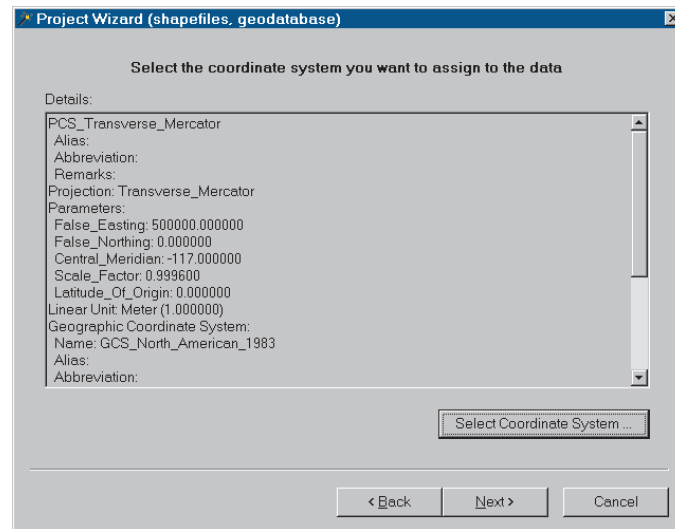 Project Wizard (shapefiles, geodatabase)
Select the coordinate system you want to assign to the data
Details:
PCS_Transverse_Mercator
Alias:
Abbreviation:
Remarks:
Projection: Transverse_Mercator
Parameters:
False_Easting: 500000.000000
False_Northing: 0.000000
Central_Meridian: -117.000000
Scale_Factor: 0.999600
Latitude_Of_Origin: 0.000000
Linear Unit: Meter (1.000000)
Geographic Coordinate System:
Name: GCS_North_American_1983
Alias:
Abbreviation:
Select Coordinate System ...
< Back Next > Cancel